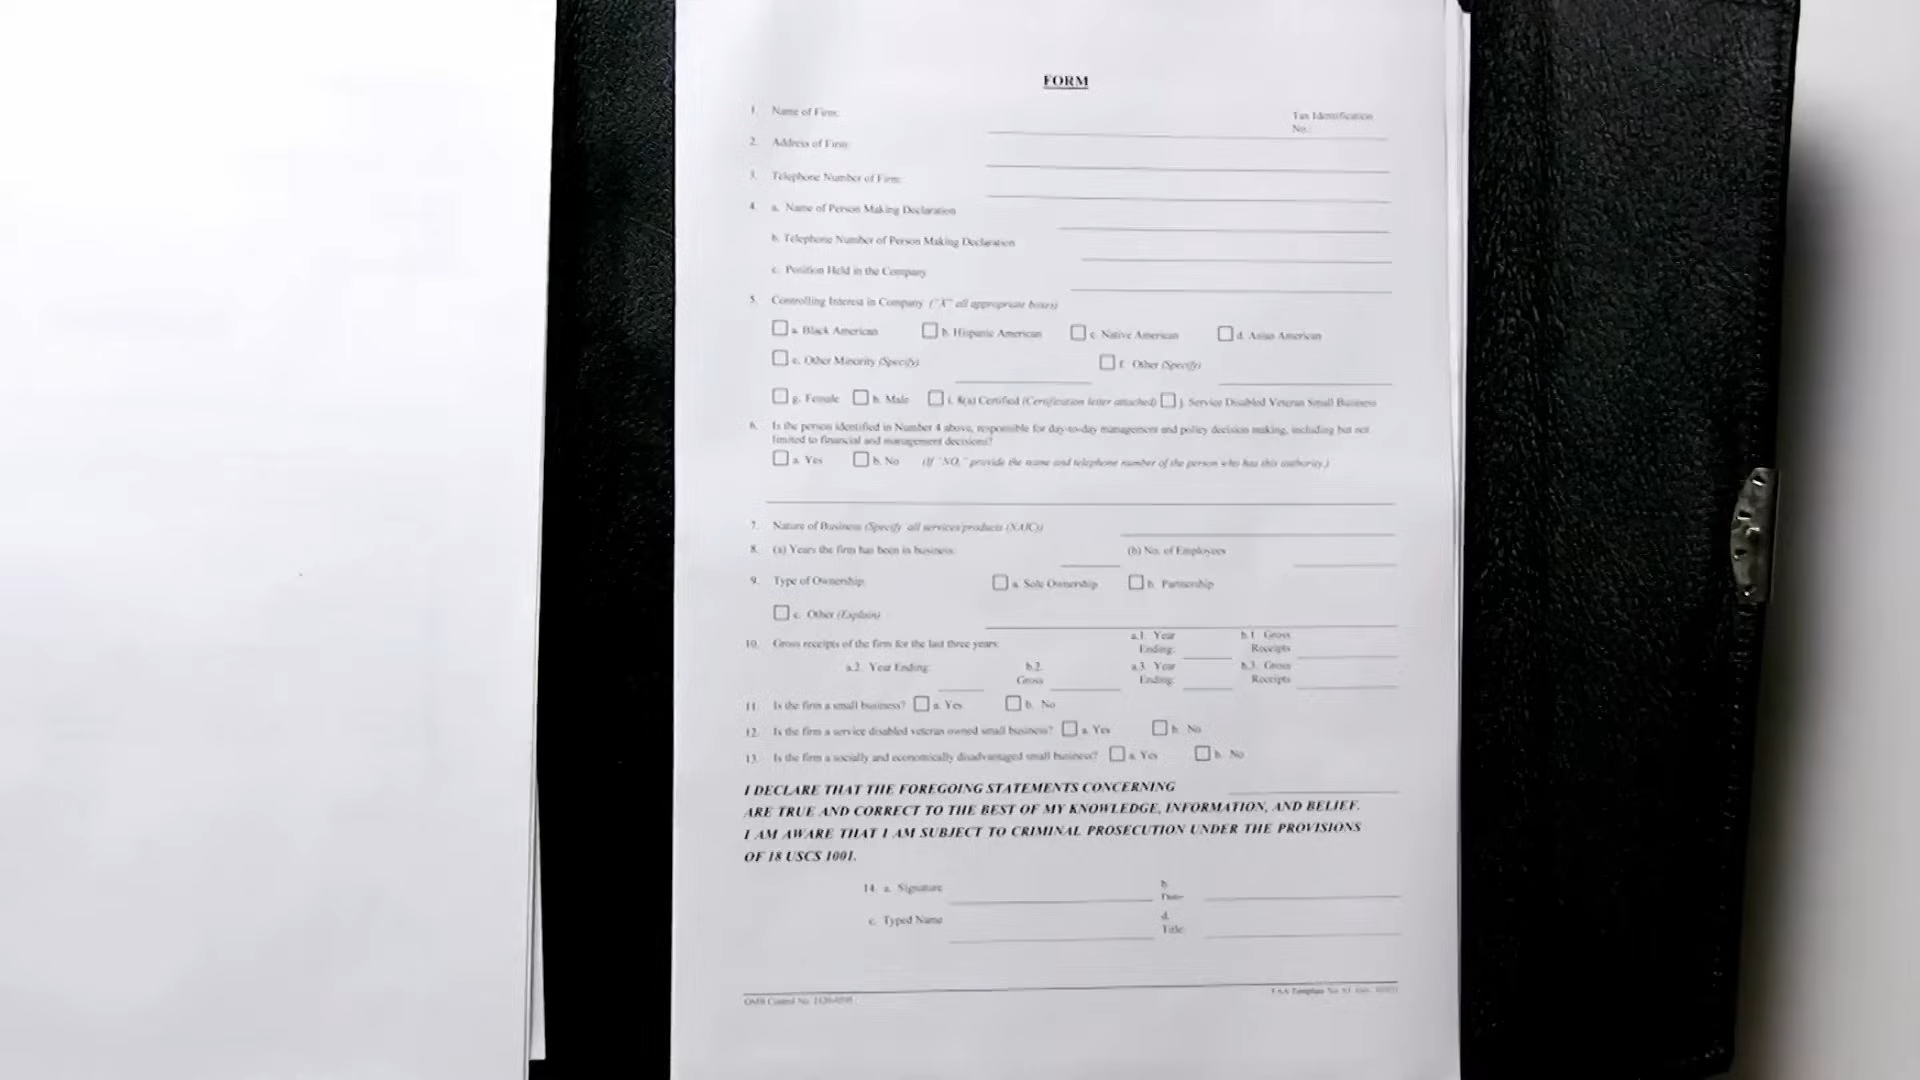 FORM
1. Name of Firm: Tax Identification
No.:
2. Address of Firm:
3. Telephone Number of Firm:
4. a. Name of Person Making Declaration
b. Telephone Number of Person Making Declaration
c. Position Held in the Company
5. Controlling Interest in Company ("X" all appropriate boxes)
a. Black American b. Hispanic American c. Native American d. Asian American
e. Other Minority (Specify) f. Other (Specify)
g. Female h. Male i. 8(a) Certified (Certification letter attached) j. Service Disabled Veteran Small Business
6. Is the person identified in Number 4 above, responsible for day-to-day management and policy decision making, including but not
limited to financial and management decisions?
a. Yes b. No (If "NO," provide the name and telephone number of the person who has this authority.)
7. Nature of Business (Specify all services/products (NAIC))
8. (a) Years the firm has been in business: (b) No. of Employees
9. Type of Ownership: a. Sole Ownership b. Partnership
c. Other (Explain)
10. Gross receipts of the firm for the last three years: a.1. Year
Ending: b.1. Gross
Receipts
a.2. Year Ending: b.2.
Gross a.3. Year
Ending: b.3. Gross
Receipts
11. Is the firm a small business? a. Yes b. No
12. Is the firm a service disabled veteran owned small business? a. Yes b. No
13. Is the firm a socially and economically disadvantaged small business? a. Yes b. No
I DECLARE THAT THE FOREGOING STATEMENTS CONCERNING
ARE TRUE AND CORRECT TO THE BEST OF MY KNOWLEDGE, INFORMATION, AND BELIEF.
I AM AWARE THAT I AM SUBJECT TO CRIMINAL PROSECUTION UNDER THE PROVISIONS
OF 18 USCS 1001.
14. a. Signature b.
Date:
c. Typed Name d.
Title:
OMB Control No.
FAA Template No.